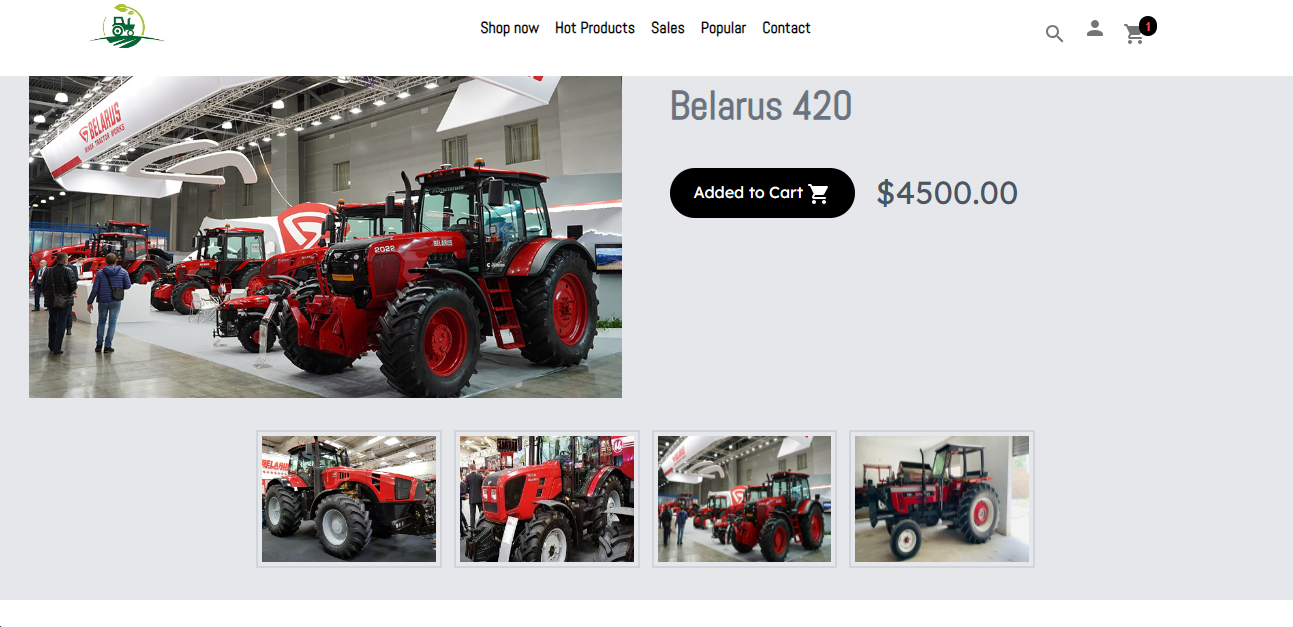 Shop now Hot Products Sales Popular Contact
1
Belarus 420
Added to Cart
$4500.00
BELARUS
MINSK TRACTOR WORKS
2022
BELARUS
BELARUS